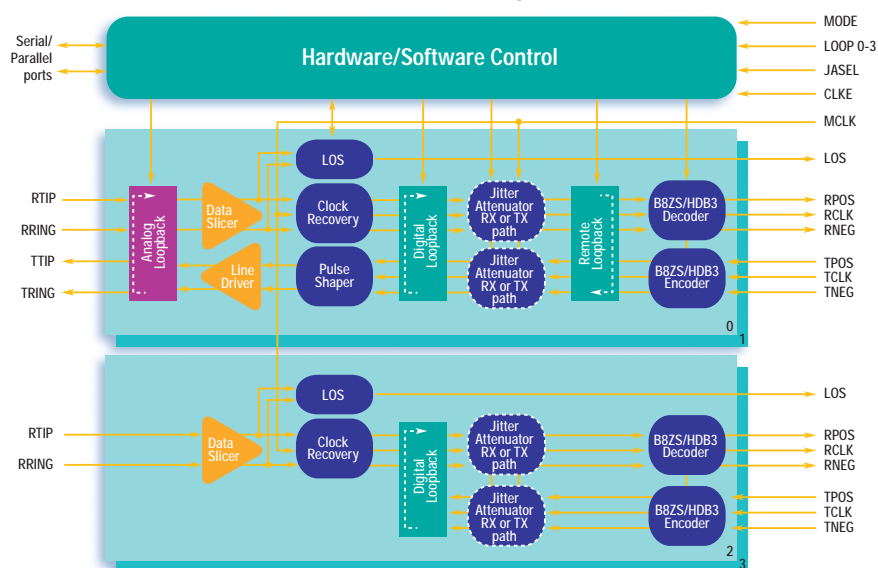 Hardware/Software Control
Serial/
Parallel
ports
MODE
LOOP 0-3
JASEL
CLKE
MCLK
LOS
LOS
RTIP
RRING
TTIP
TRING
Analog
Loopback
Data
Slicer
Line
Driver
Clock
Recovery
Pulse
Shaper
Digital
Loopback
Jitter
Attenuator
RX or TX
path
Jitter
Attenuator
RX or TX
path
Remote
Loopback
B8ZS/HDB3
Decoder
B8ZS/HDB3
Encoder
RPOS
RCLK
RNEG
TPOS
TCLK
TNEG
0
1
LOS
LOS
RTIP
RRING
Data
Slicer
Clock
Recovery
Digital
Loopback
Jitter
Attenuator
RX or TX
path
Jitter
Attenuator
RX or TX
path
B8ZS/HDB3
Decoder
B8ZS/HDB3
Encoder
RPOS
RCLK
RNEG
TPOS
TCLK
TNEG
2
3